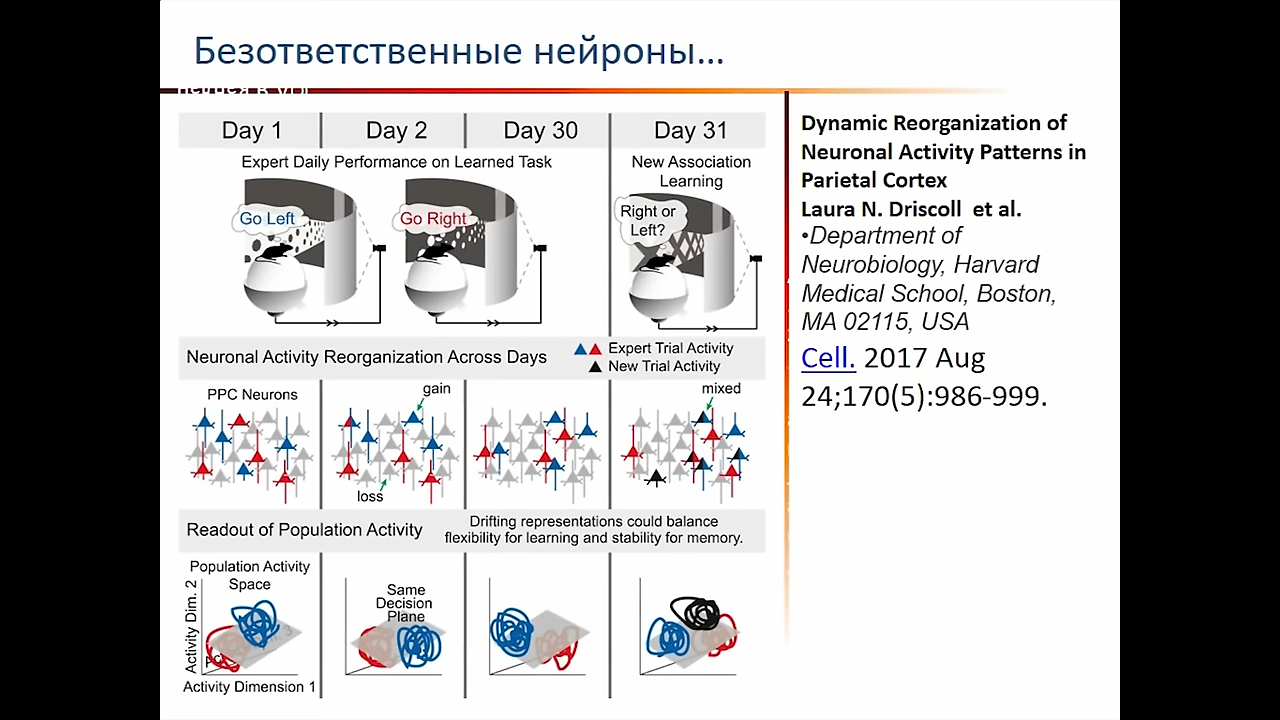 Безответственные нейроны...
Day 1
Day 2
Day 30
Day 31
Expert Daily Performance on Learned Task
New Association
Learning
Go Left
Go Right
Right or
Left?
Neuronal Activity Reorganization Across Days
Expert Trial Activity
New Trial Activity
PPC Neurons
gain
loss
mixed
Readout of Population Activity
Drifting representations could balance
flexibility for learning and stability for memory.
Population Activity
Space
Activity Dim. 2
Activity Dimension 1
Same
Decision
Plane
Dynamic Reorganization of
Neuronal Activity Patterns in
Parietal Cortex
Laura N. Driscoll et al.
•Department of
Neurobiology, Harvard
Medical School, Boston,
MA 02115, USA
Cell. 2017 Aug
24;170(5):986-999.